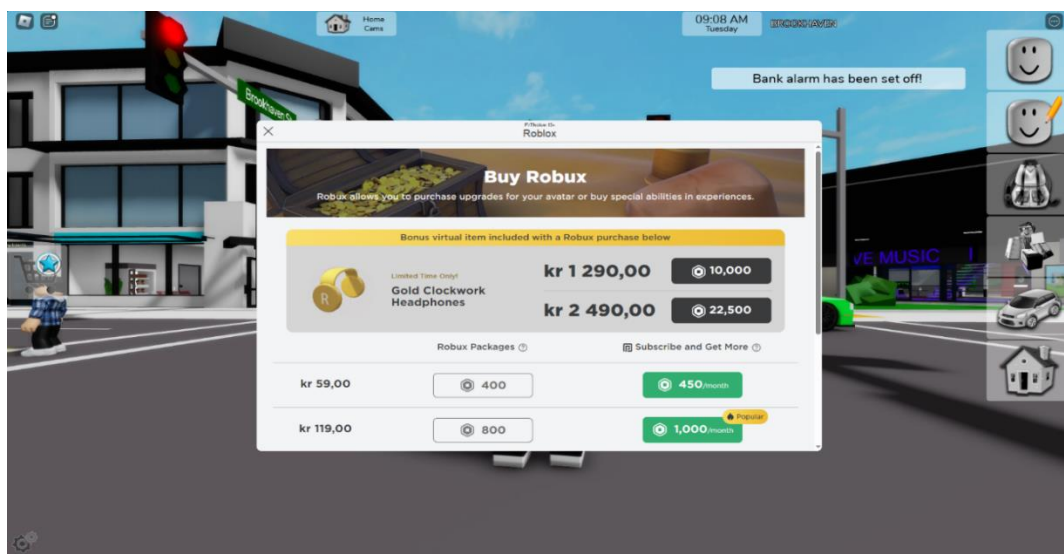 Home
Cams
09:08 AM
Tuesday
BROOKHAVEN
Bank alarm has been set off!
Brookhaven St
Roblox
Buy Robux
Robux allows you to purchase upgrades for your avatar or buy special abilities in experiences.
Bonus virtual item included with a Robux purchase below
Limited Time Only!
Gold Clockwork
Headphones
R
kr 1 290,00
10,000
kr 2 490,00
22,500
Robux Packages
Subscribe and Get More
kr 59,00
400
450/month
Popular
kr 119,00
800
1,000/month
VE MUSIC